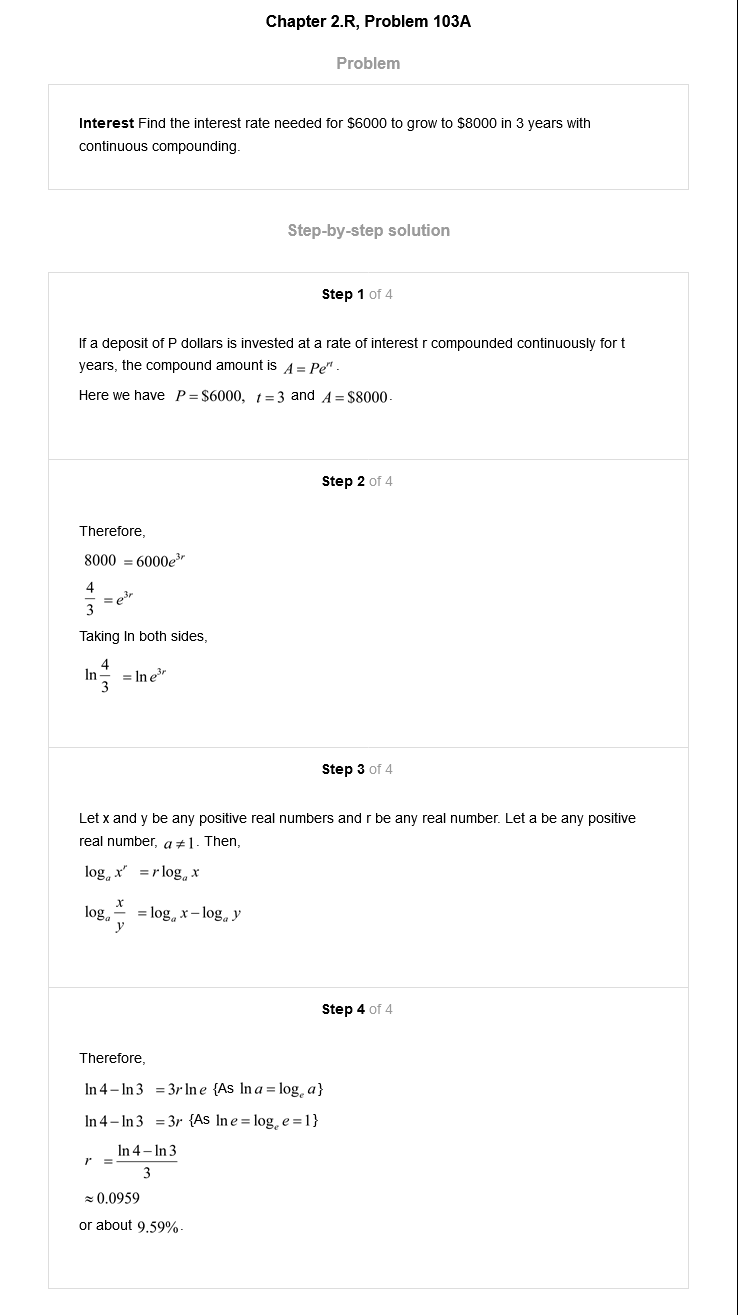 Chapter 2.R, Problem 103A
Problem
Interest Find the interest rate needed for $6000 to grow to $8000 in 3 years with
continuous compounding.
Step-by-step solution
Step 1 of 4
If a deposit of P dollars is invested at a rate of interest r compounded continuously for t
years, the compound amount is A = Pe^{rt}.
Here we have P = $6000, t = 3 and A = $8000.
Step 2 of 4
Therefore,
8000 = 6000e^{3r}
4/3 = e^{3r}
Taking ln both sides,
ln 4/3 = ln e^{3r}
Step 3 of 4
Let x and y be any positive real numbers and r be any real number. Let a be any positive
real number, a ≠ 1. Then,
log_a x^r = r log_a x
log_a x/y = log_a x − log_a y
Step 4 of 4
Therefore,
ln 4 − ln 3 = 3r ln e {As ln a = log_e a}
ln 4 − ln 3 = 3r {As ln e = log_e e = 1}
r = (ln 4 − ln 3)/3
≈ 0.0959
or about 9.59%.